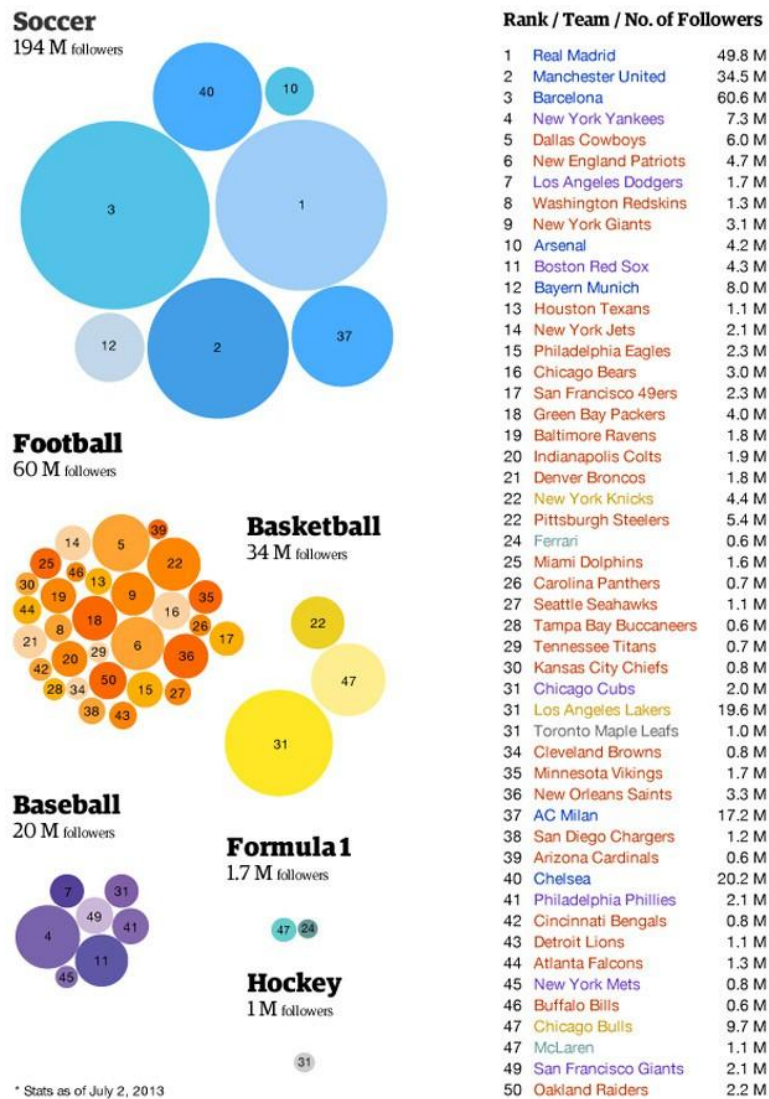 Soccer
194 M followers
40
10
3
1
12
2
37
Football
60 M followers
39
14
5
22
25
46
13
30
19
9
35
44
16
18
26
8
17
21
6
29
36
20
42
50
28
34
15
27
38
43
Basketball
34 M followers
22
47
31
Baseball
20 M followers
7
31
49
4
41
11
45
Formula 1
1.7 M followers
47
24
Hockey
1 M followers
31
* Stats as of July 2, 2013
Rank / Team / No. of Followers
1 Real Madrid 49.8 M
2 Manchester United 34.5 M
3 Barcelona 60.6 M
4 New York Yankees 7.3 M
5 Dallas Cowboys 6.0 M
6 New England Patriots 4.7 M
7 Los Angeles Dodgers 1.7 M
8 Washington Redskins 1.3 M
9 New York Giants 3.1 M
10 Arsenal 4.2 M
11 Boston Red Sox 4.3 M
12 Bayern Munich 8.0 M
13 Houston Texans 1.1 M
14 New York Jets 2.1 M
15 Philadelphia Eagles 2.3 M
16 Chicago Bears 3.0 M
17 San Francisco 49ers 2.3 M
18 Green Bay Packers 4.0 M
19 Baltimore Ravens 1.8 M
20 Indianapolis Colts 1.9 M
21 Denver Broncos 1.8 M
22 New York Knicks 4.4 M
22 Pittsburgh Steelers 5.4 M
24 Ferrari 0.6 M
25 Miami Dolphins 1.6 M
26 Carolina Panthers 0.7 M
27 Seattle Seahawks 1.1 M
28 Tampa Bay Buccaneers 0.6 M
29 Tennessee Titans 0.7 M
30 Kansas City Chiefs 0.8 M
31 Chicago Cubs 2.0 M
31 Los Angeles Lakers 19.6 M
31 Toronto Maple Leafs 1.0 M
34 Cleveland Browns 0.8 M
35 Minnesota Vikings 1.7 M
36 New Orleans Saints 3.3 M
37 AC Milan 17.2 M
38 San Diego Chargers 1.2 M
39 Arizona Cardinals 0.6 M
40 Chelsea 20.2 M
41 Philadelphia Phillies 2.1 M
42 Cincinnati Bengals 0.8 M
43 Detroit Lions 1.1 M
44 Atlanta Falcons 1.3 M
45 New York Mets 0.8 M
46 Buffalo Bills 0.6 M
47 Chicago Bulls 9.7 M
47 McLaren 1.1 M
49 San Francisco Giants 2.1 M
50 Oakland Raiders 2.2 M